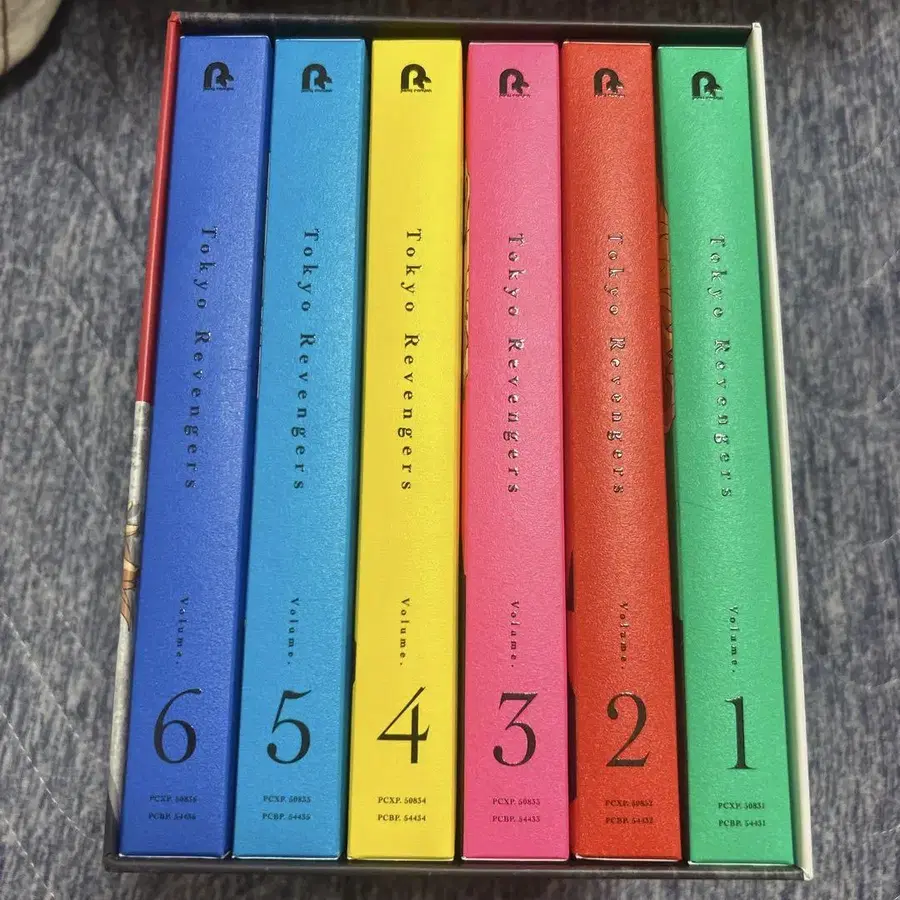 Tokyo Revengers
Volume.
6
PCXP. 50836
PCBP. 54436
Tokyo Revengers
Volume.
5
PCXP. 50835
PCBP. 54435
Tokyo Revengers
Volume.
4
PCXP. 50834
PCBP. 54434
Tokyo Revengers
Volume.
3
PCXP. 50833
PCBP. 54433
Tokyo Revengers
Volume.
2
PCXP. 50832
PCBP. 54432
Tokyo Revengers
Volume.
1
PCXP. 50831
PCBP. 54431